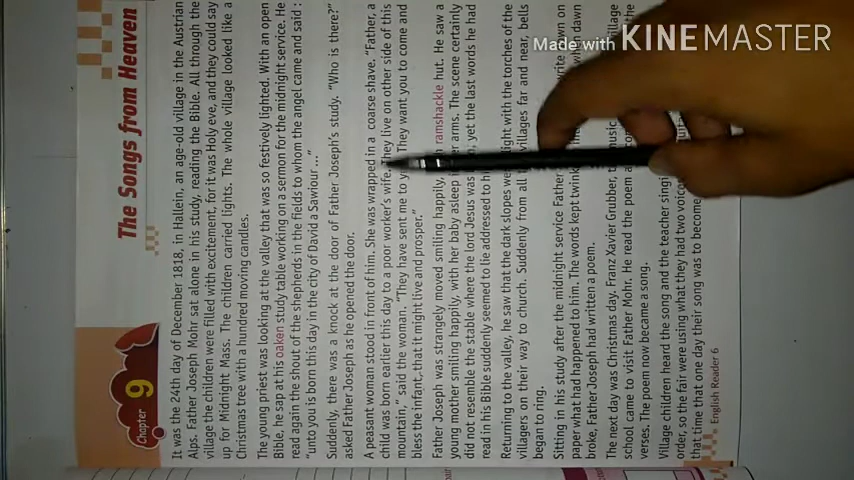 Made with KINEMASTER
Chapter 9
The Songs from Heaven
It was the 24th day of December 1818, in Hallein, an age-old village in the Austrian
Alps. Father Joseph Mohr sat alone in his study, reading the Bible. All through the
village the children were filled with excitement, for it was Holy eve, and they could say
up for Midnight Mass. The children carried lights. The whole village looked like a
Christmas tree with a hundred moving candles.
The young priest was looking at the valley that was so festively lighted. With an open
Bible, he sap at his oaken study table working on a sermon for the midnight service. He
read again the shout of the shepherds in the fields to whom the angel came and said :
"unto you is born this day in the city of David a Sawiour ..."
Suddenly, there was a knock at the door of Father Joseph's study. "Who is there?"
asked Father Joseph as he opened the door.
A peasant woman stood in front of him. She was wrapped in a coarse shave. "Father, a
child was born earlier this day to a poor worker's wife. They live on other side of this
mountain," said the woman. "They have sent me to They want you to come and
bless the infant, that it might live and prosper."
Father Joseph was strangely moved smiling happily, ramshackle hut. He saw a
young mother smiling happily, with her baby asleep arms. The scene certainly
did not resemble the stable where the lord Jesus was yet the last words he had
read in his Bible suddenly seemed to lie addressed to
Returning to the valley, he saw that the dark slopes light with the torches of the
villagers on their way to church. Suddenly from all villages far and near, bells
began to ring.
Sitting in his study after the midnight service Father write down on
paper what had happened to him. The words kept when dawn
broke, Father Joseph had written a poem.
The next day was Christmas day. Franz Xavier Gruber, music village
school came to visit Father Mohr. He read the poem the
verses. The poem now became a song.
Village children heard the song and the teacher
order, so the fair were using what they had two
that time that one day their song was to become
English Reader 6